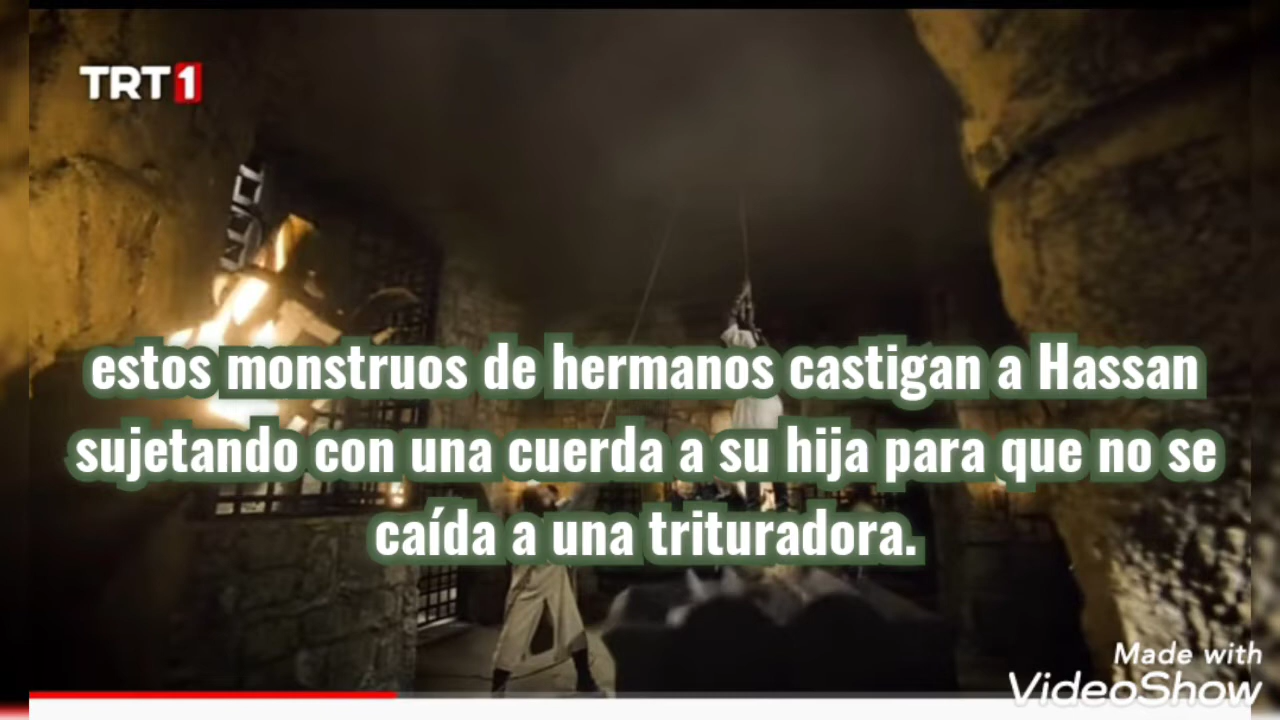 TRT1
estos monstruos de hermanos castigan a Hassan
sujetando con una cuerda a su hija para que no se
caída a una trituradora.
Made with
VideoShow